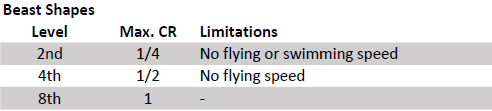 Beast Shapes
Level Max. CR Limitations
2nd 1/4 No flying or swimming speed
4th 1/2 No flying speed
8th 1 -